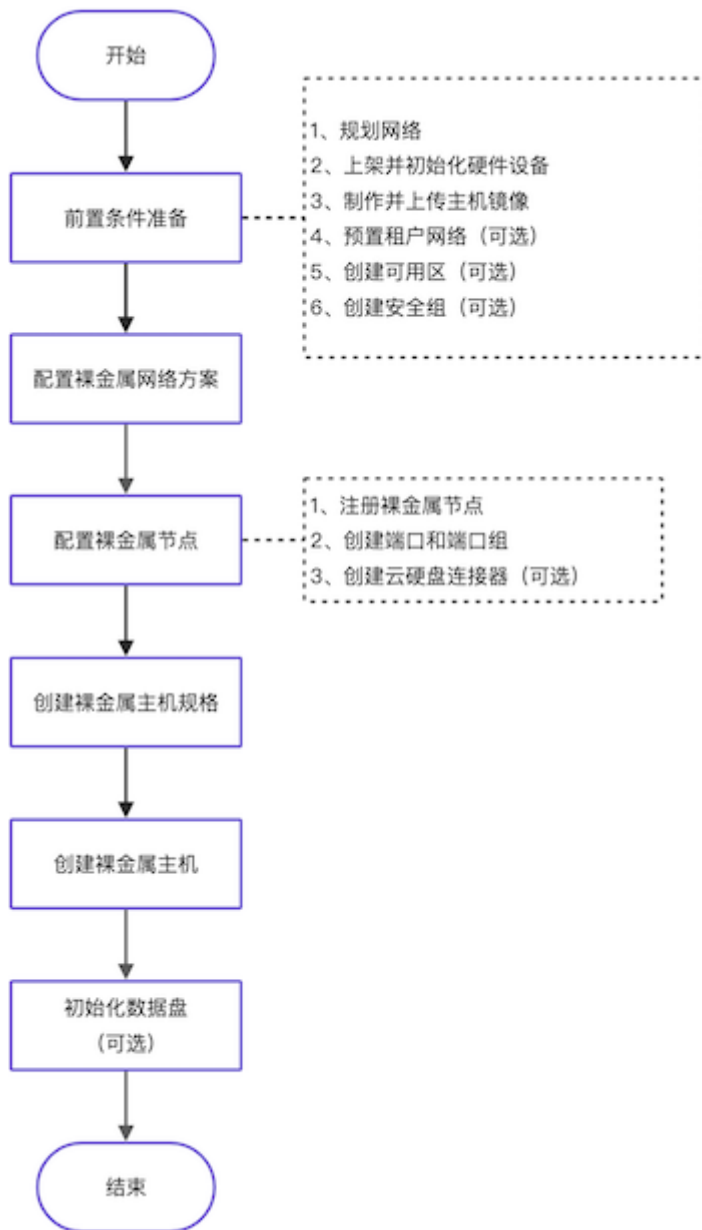 开始
前置条件准备
1、规划网络
2、上架并初始化硬件设备
3、制作并上传主机镜像
4、预置租户网络（可选）
5、创建可用区（可选）
6、创建安全组（可选）
配置裸金属网络方案
配置裸金属节点
1、注册裸金属节点
2、创建端口和端口组
3、创建云硬盘连接器（可选）
创建裸金属主机规格
创建裸金属主机
初始化数据盘
（可选）
结束